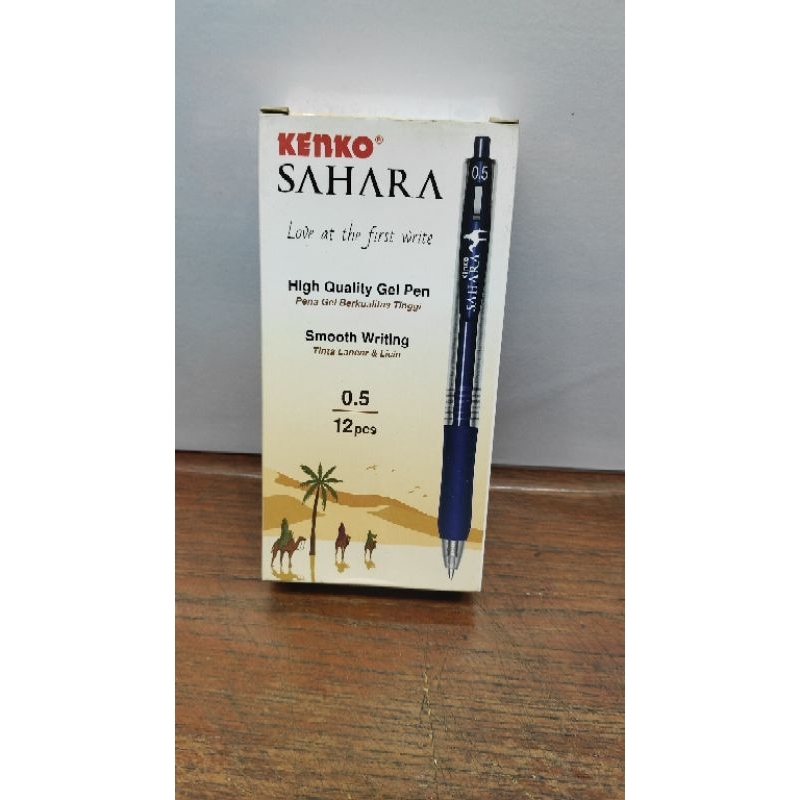 KENKO®
SAHARA
Love at the first write
High Quality Gel Pen
Pena Gel Berkualitas Tinggi
Smooth Writing
Tinta Lancar & Licin
0.5
12pcs
0.5
KENKO
SAHARA